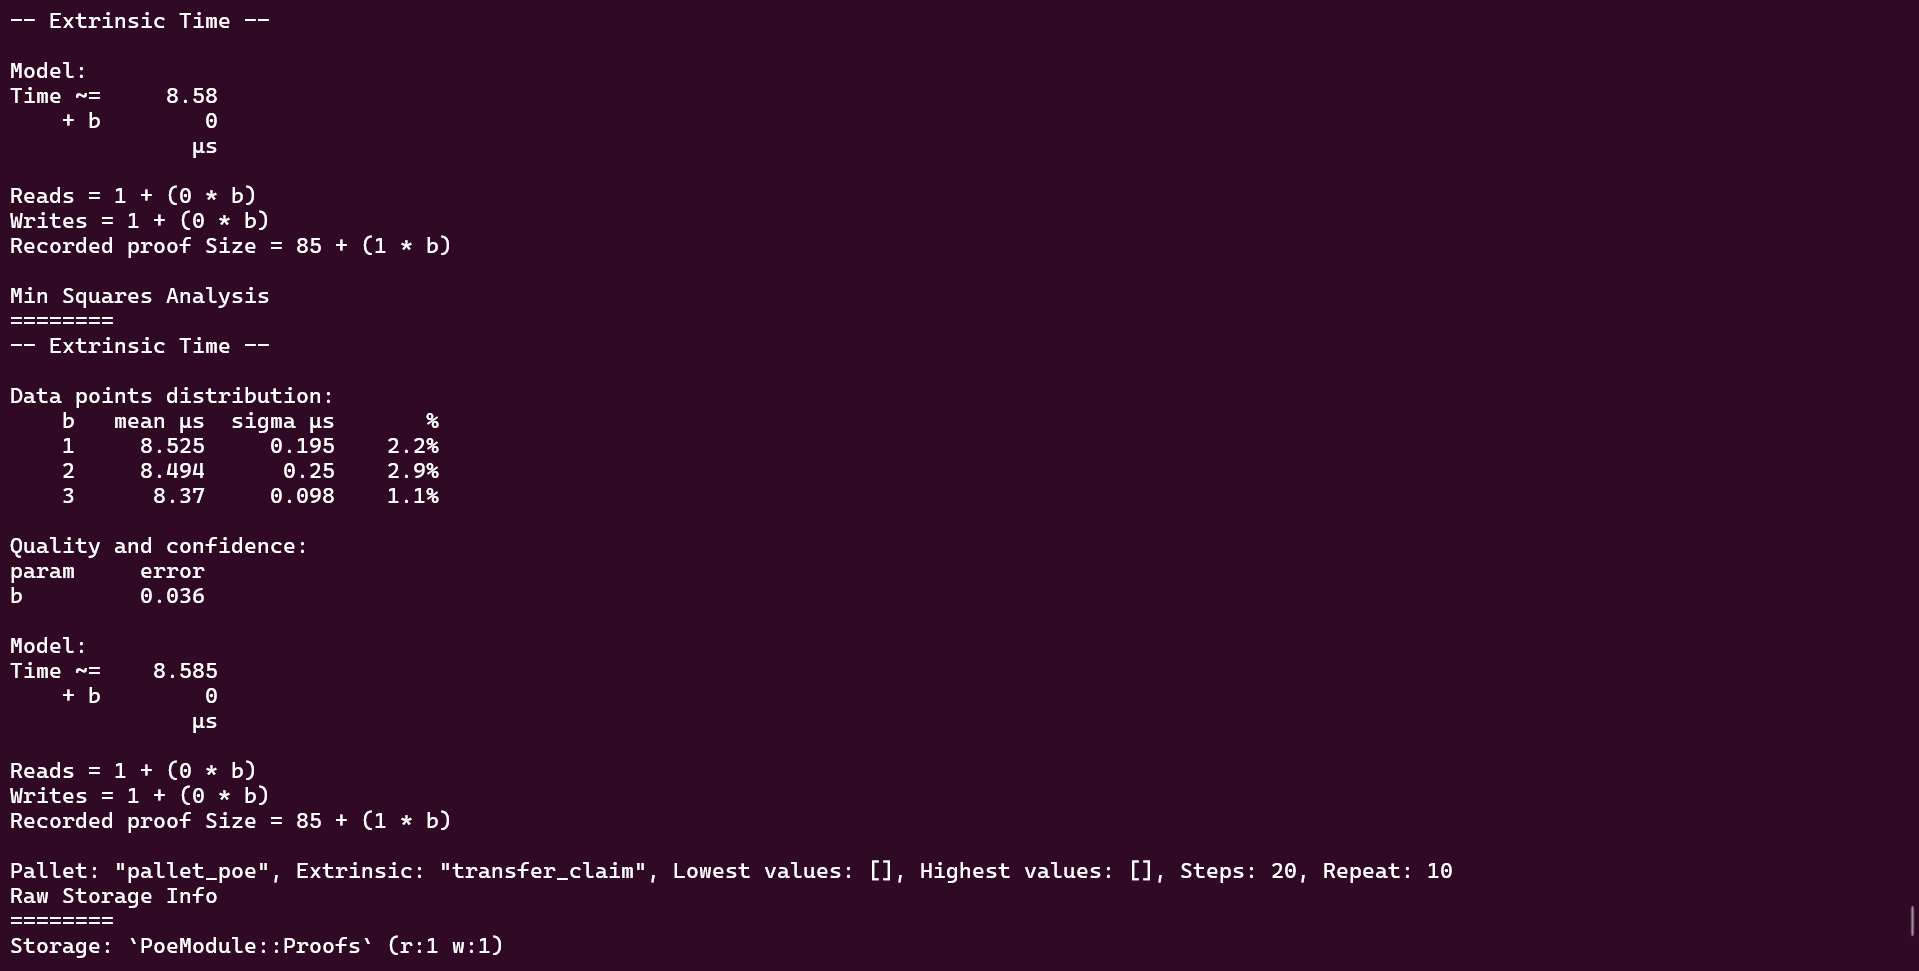 -- Extrinsic Time --
Model:
Time ~=     8.58
    + b        0
              µs
Reads = 1 + (0 * b)
Writes = 1 + (0 * b)
Recorded proof Size = 85 + (1 * b)
Min Squares Analysis
========
-- Extrinsic Time --
Data points distribution:
    b   mean µs  sigma µs       %
    1     8.525     0.195    2.2%
    2     8.494      0.25    2.9%
    3      8.37     0.098    1.1%
Quality and confidence:
param     error
b         0.036
Model:
Time ~=    8.585
    + b        0
              µs
Reads = 1 + (0 * b)
Writes = 1 + (0 * b)
Recorded proof Size = 85 + (1 * b)
Pallet: "pallet_poe", Extrinsic: "transfer_claim", Lowest values: [], Highest values: [], Steps: 20, Repeat: 10
Raw Storage Info
========
Storage: `PoeModule::Proofs` (r:1 w:1)